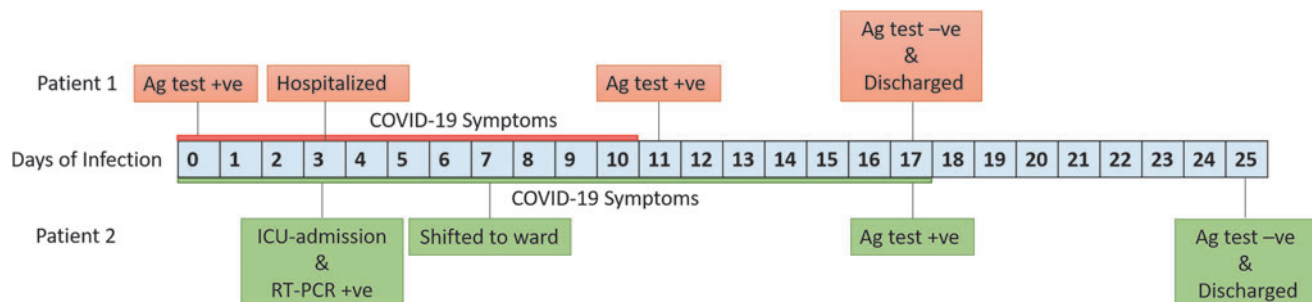 Ag test –ve
&
Discharged
Patient 1
Ag test +ve
Hospitalized
Ag test +ve
COVID-19 Symptoms
Days of Infection
0 1 2 3 4 5 6 7 8 9 10 11 12 13 14 15 16 17 18 19 20 21 22 23 24 25
COVID-19 Symptoms
Patient 2
ICU-admission
&
RT-PCR +ve
Shifted to ward
Ag test +ve
Ag test –ve
&
Discharged